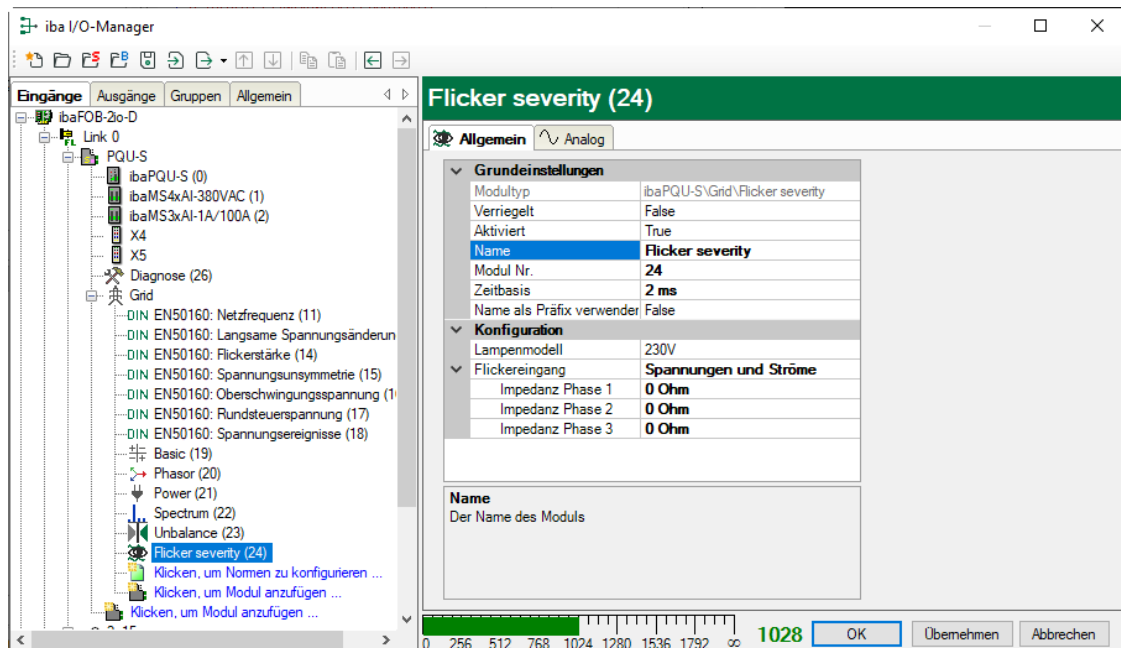 iba I/O-Manager
Eingänge Ausgänge Gruppen Allgemein
ibaFOB-2io-D
Link 0
PQU-S
ibaPQU-S (0)
ibaMS4xAI-380VAC (1)
ibaMS3xAI-1A/100A (2)
X4
X5
Diagnose (26)
Grid
DIN EN50160: Netzfrequenz (11)
DIN EN50160: Langsame Spannungsänderun
DIN EN50160: Flickerstärke (14)
DIN EN50160: Spannungsunsymmetrie (15)
DIN EN50160: Oberschwingungsspannung (1
DIN EN50160: Rundsteuerspannung (17)
DIN EN50160: Spannungsereignisse (18)
Basic (19)
Phasor (20)
Power (21)
Spectrum (22)
Unbalance (23)
Flicker severity (24)
Klicken, um Normen zu konfigurieren ...
Klicken, um Modul anzufügen ...
Klicken, um Modul anzufügen ...
Flicker severity (24)
Allgemein Analog
Grundeinstellungen
Modultyp ibaPQU-S\Grid\Flicker severity
Verriegelt False
Aktiviert True
Name Flicker severity
Modul Nr. 24
Zeitbasis 2 ms
Name als Präfix verwender False
Konfiguration
Lampenmodell 230V
Flickereingang Spannungen und Ströme
Impedanz Phase 1 0 Ohm
Impedanz Phase 2 0 Ohm
Impedanz Phase 3 0 Ohm
Name
Der Name des Moduls
0 256 512 768 1024 1280 1536 1792 ∞ 1028 OK Übernehmen Abbrechen